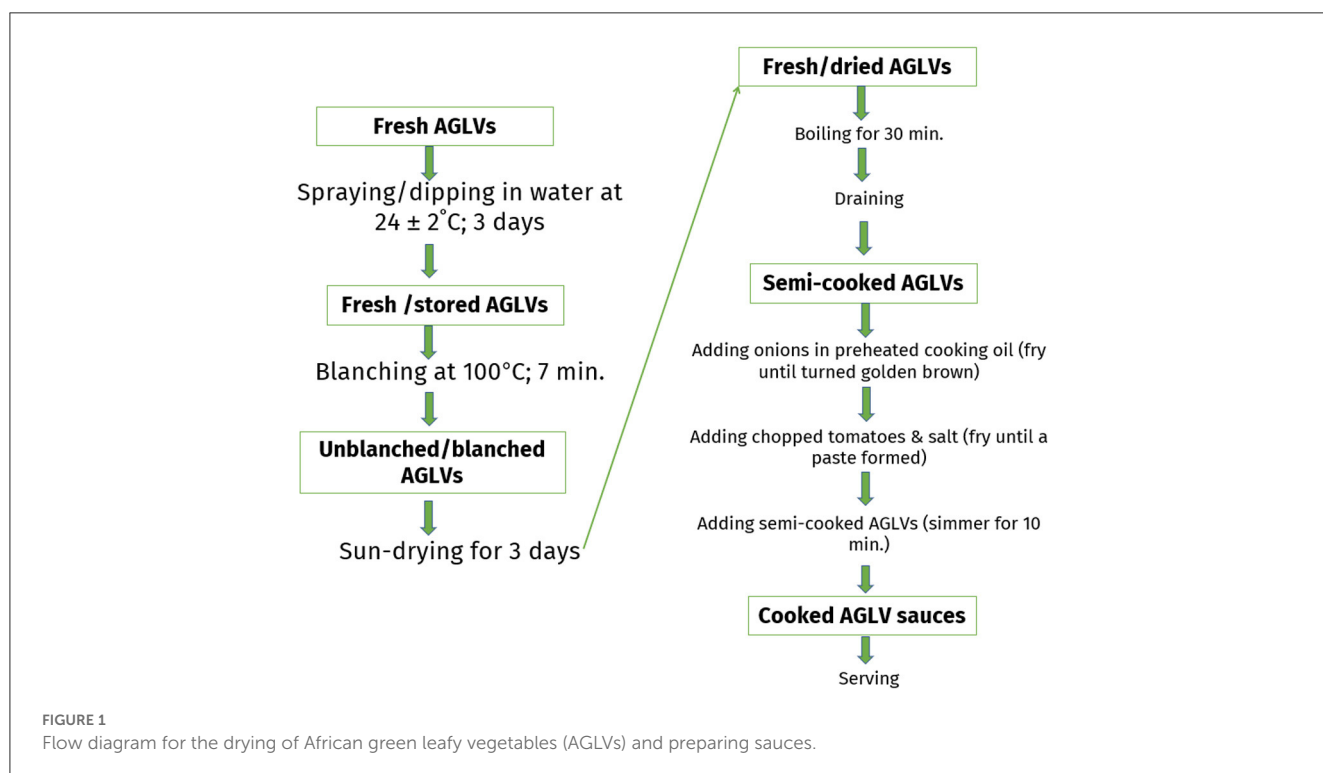 Fresh AGLVs
Spraying/dipping in water at
24 ± 2°C; 3 days
Fresh /stored AGLVs
Blanching at 100°C; 7 min.
Unblanched/blanched
AGLVs
Sun-drying for 3 days
Fresh/dried AGLVs
Boiling for 30 min.
Draining
Semi-cooked AGLVs
Adding onions in preheated cooking oil (fry
until turned golden brown)
Adding chopped tomatoes & salt (fry until a
paste formed)
Adding semi-cooked AGLVs (simmer for 10
min.)
Cooked AGLV sauces
Serving
FIGURE 1
Flow diagram for the drying of African green leafy vegetables (AGLVs) and preparing sauces.